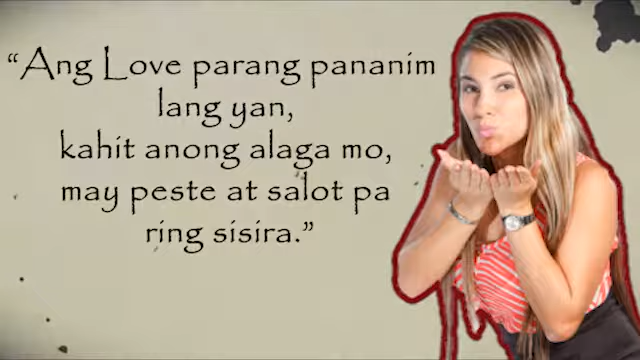 “Ang Love parang pananim
lang yan,
kahit anong alaga mo,
may peste at salot pa
ring sisira.”